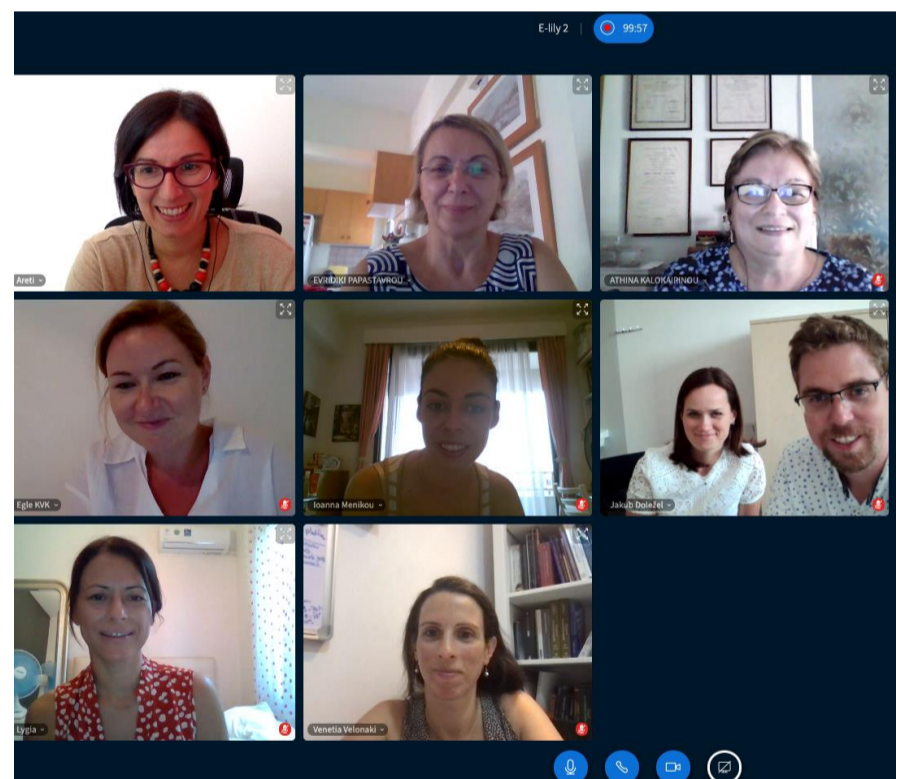 E-lily 2
99:57
Areti
EVRIDIKI PAPASTAVROU
ATHINA KALOKAIRINOU
Egle KVK
Ioanna Menikou
Jakub Doležel
Lygia
Venetia Velonaki